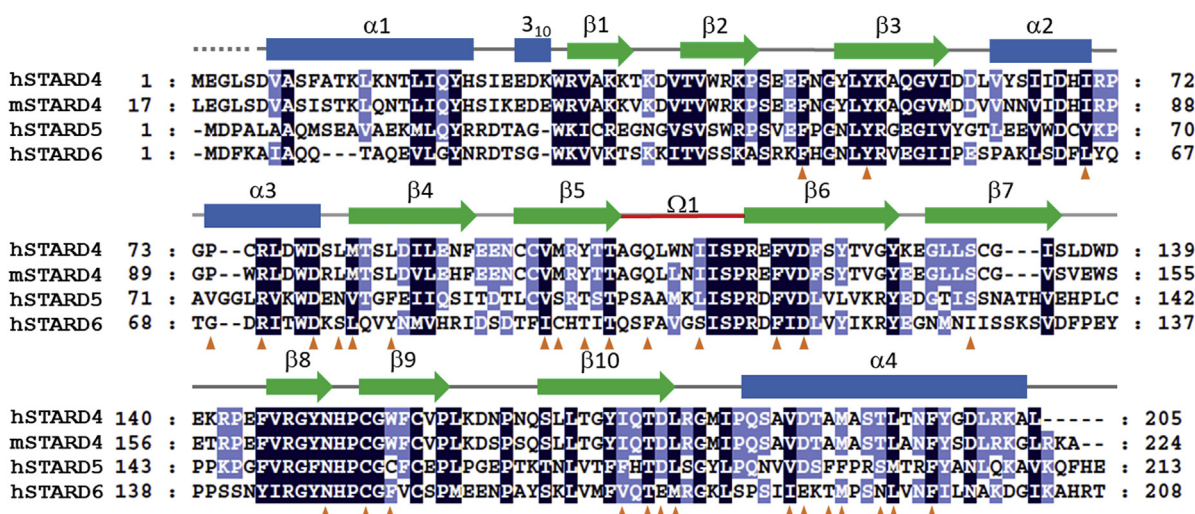 α1 3₁₀ β1 β2 β3 α2
hSTARD4 1 : MEGLSDVASFATKLKNTLIQYHSIEEDKWRVAKKTKDVTVWRKPSEEFNGYLYKAQGVIDDLVYSIIDHIRP : 72
mSTARD4 17 : LEGLSDVASISTKLQNTLIQYHSIKEDEWRVAKKVKDVTVWRKPSEEFNGYLYKAQGVMDDVVNNVIDHIRP : 88
hSTARD5 1 : -MDPALAAQMSEAVAEKMLQYRRDTAG-WKICREGNGVSVSWRPSVEFPGNLYRGEGIVYGTLEEVWDCVKP : 70
hSTARD6 1 : -MDFKAIAQQ---TAQEVLGYNRDTSG-WKVVKTSKKITVSSKASRKFHGNLYRVEGIIPESPAKLSDFLYQ : 67
α3 β4 β5 Ω1 β6 β7
hSTARD4 73 : GP--CRLDWDSLMTSLDILENFEENCCVMRYTTAGQLWNIISPREFVDFSYTVGYKEGLLSCG---ISLDWD : 139
mSTARD4 89 : GP--WRLDWDRLMTSLDVLEHFEENCCVMRYTTAGQLLNIISPREFVDFSYTVGYEEGLLSCG---VSVEWS : 155
hSTARD5 71 : AVGGLRVKWDENVTGFEIIQSITDTLCVSRTSTPSAAMKLISPRDFVDLVLVKRYEDGTISSNATHVEHPLC : 142
hSTARD6 68 : TG--DRITWDKSLQVYNMVHRIDSDTFICHTITQSFAVGSISPRDFIDLVYIKRYEGNMNIISSKSVDFPEY : 137
β8 β9 β10 α4
hSTARD4 140 : EKRPEFVRGYNHPCGWFCVPLKDNPNQSLLTGYIQTDLRGMIPQSAVDTAMASTLTNFYGDLRKAL----- : 205
mSTARD4 156 : ETRPEFVRGYNHPCGWFCVPLKDSPSQSLLTGYIQTDLRGMIPQSAVDTAMASTLANFYSDLRKGLRKA-- : 224
hSTARD5 143 : PPKPGFVRGFNHPCGCFCEPLPGEPTKTNLVTFFHTDLSGYLPQNVVDSFFPRSMTRFYANLQKAVKQFHE : 213
hSTARD6 138 : PPSSNYIRGYNHPCGFVCSPMEENPAYSKLVMFVQTEMRGKLSPSIIEKTMPSNLVNFILNAKDGIKAHRT : 208